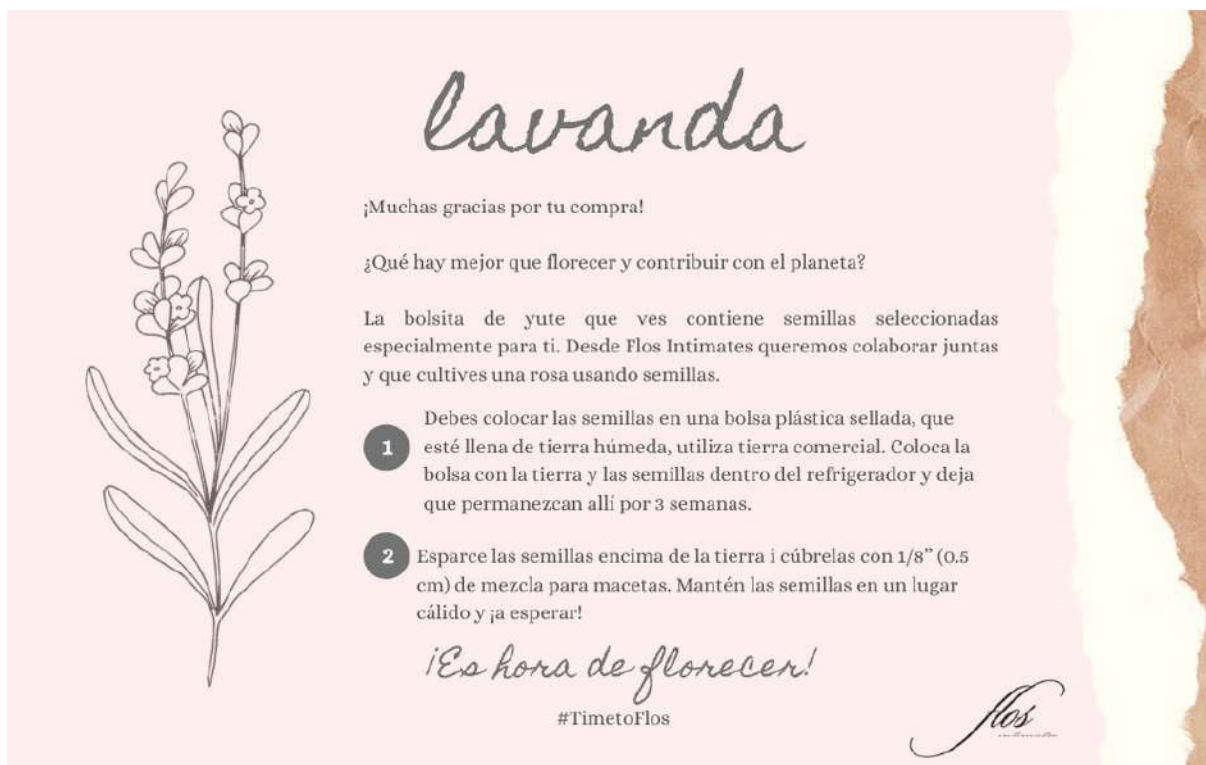 lavanda
¡Muchas gracias por tu compra!
¿Qué hay mejor que florecer y contribuir con el planeta?
La bolsita de yute que ves contiene semillas seleccionadas
especialmente para ti. Desde Flos Intimates queremos colaborar juntas
y que cultives una rosa usando semillas.
1
Debes colocar las semillas en una bolsa plástica sellada, que
esté llena de tierra húmeda, utiliza tierra comercial. Coloca la
bolsa con la tierra y las semillas dentro del refrigerador y deja
que permanezcan allí por 3 semanas.
2
Esparce las semillas encima de la tierra i cúbrelas con 1/8” (0.5
cm) de mezcla para macetas. Mantén las semillas en un lugar
cálido y ¡a esperar!
¡Es hora de florecer!
#TimetoFlos
flos